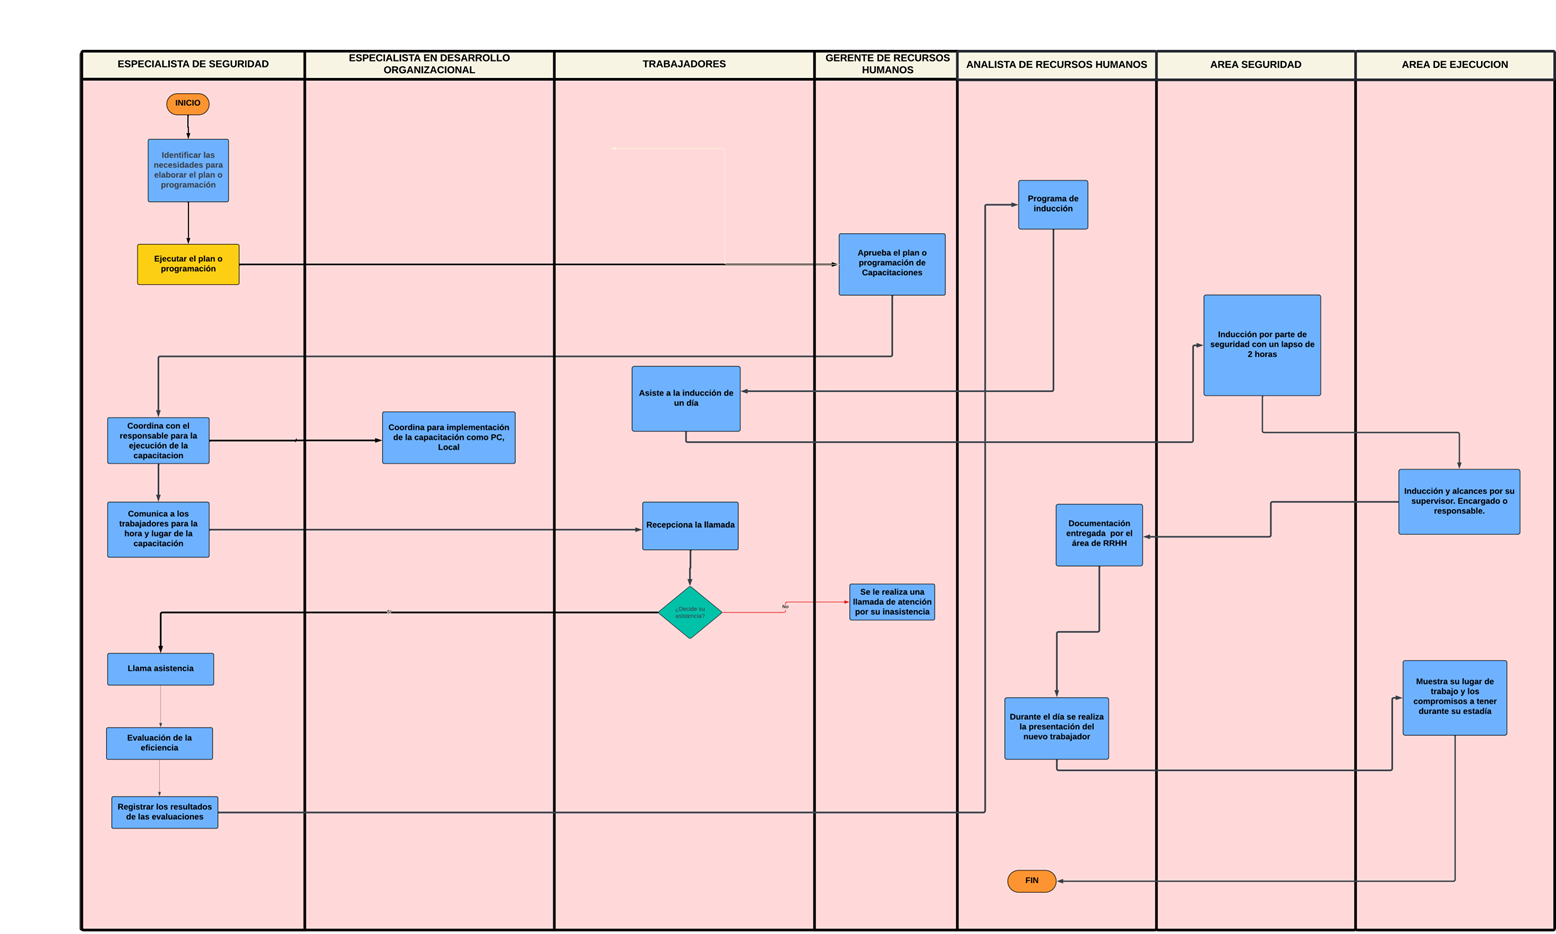 ESPECIALISTA DE SEGURIDAD
ESPECIALISTA EN DESARROLLO
ORGANIZACIONAL
TRABAJADORES
GERENTE DE RECURSOS
HUMANOS
ANALISTA DE RECURSOS HUMANOS
AREA SEGURIDAD
AREA DE EJECUCION
INICIO
Identificar las
necesidades para
elaborar el plan o
programación
Ejecutar el plan o
programación
Aprueba el plan o
programación de
Capacitaciones
Programa de
inducción
Inducción por parte de
seguridad con un lapso de
2 horas
Asiste a la inducción de
un día
Coordina con el
responsable para la
ejecución de la
capacitacion
Coordina para implementación
de la capacitación como PC,
Local
Inducción y alcances por su
supervisor. Encargado o
responsable.
Comunica a los
trabajadores para la
hora y lugar de la
capacitación
Recepciona la llamada
Documentación
entregada  por el
área de RRHH
¿Decide su
No
Se le realiza una
llamada de atención
por su inasistencia
Llama asistencia
Muestra su lugar de
trabajo y los
compromisos a tener
durante su estadía
Durante el día se realiza
la presentación del
nuevo trabajador
Evaluación de la
eficiencia
Registrar los resultados
de las evaluaciones
FIN